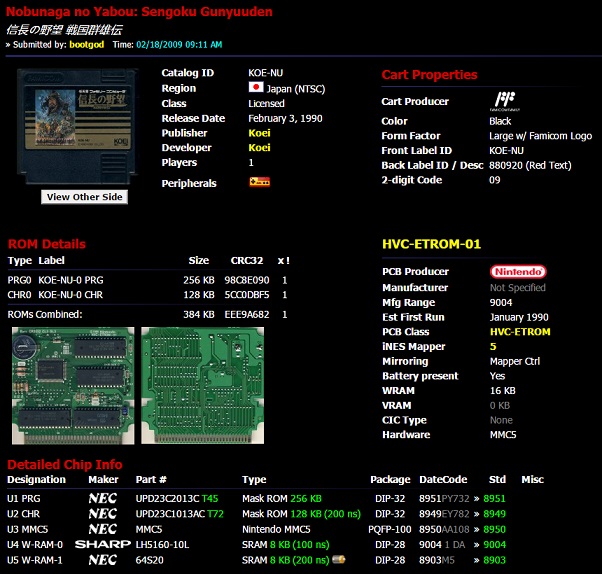 Nobunaga no Yabou: Sengoku Gunyuuden
信長の野望 戦国群雄伝
» Submitted by: bootgod Time: 02/18/2009 09:11 AM
信長の野望
KOEI
View Other Side
Catalog ID KOE-NU
Region Japan (NTSC)
Class Licensed
Release Date February 3, 1990
Publisher Koei
Developer Koei
Players 1
Peripherals
Cart Properties
Cart Producer
Color Black
Form Factor Large w/ Famicom Logo
Front Label ID KOE-NU
Back Label ID / Desc 880920 (Red Text)
2-digit Code 09
ROM Details
Type Label Size CRC32 x !
PRG0 KOE-NU-0 PRG 256 KB 98C8E090 1
CHR0 KOE-NU-0 CHR 128 KB 5CC0DBF5 1
ROMs Combined: 384 KB EEE9A682 1
HVC-ETROM-01
PCB Producer Nintendo
Manufacturer Not Specified
Mfg Range 9004
Est First Run January 1990
PCB Class HVC-ETROM
iNES Mapper 5
Mirroring Mapper Ctrl
Battery present Yes
WRAM 16 KB
VRAM 0 KB
CIC Type None
Hardware MMC5
Detailed Chip Info
Designation Maker Part # Type Package DateCode Std Misc
U1 PRG NEC UPD23C2013C T45 Mask ROM 256 KB DIP-32 8951PY732 » 8951
U2 CHR NEC UPD23C1013AC T72 Mask ROM 128 KB (200 ns) DIP-32 8949EY782 » 8949
U3 MMC5 NEC MMC5 Nintendo MMC5 PQFP-100 8950AA108 » 8950
U4 W-RAM-0 SHARP LH5160-10L SRAM 8 KB (100 ns) DIP-28 9004 1 DA » 9004
U5 W-RAM-1 NEC 64S20 SRAM 8 KB (200 ns) DIP-28 8903M5 » 8903